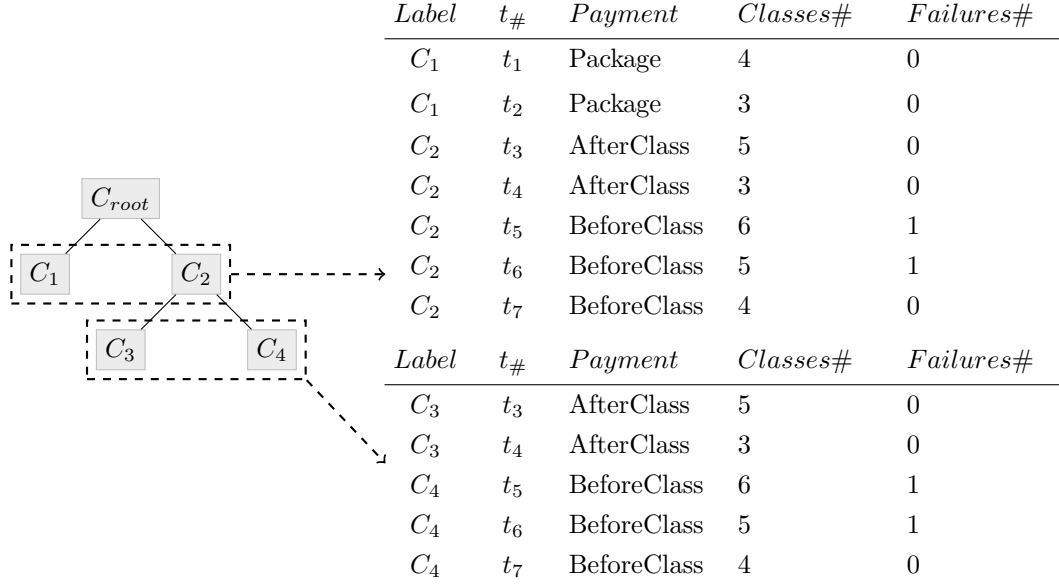 C_root
C_1 C_2
C_3 C_4
Label t_# Payment Classes# Failures#
C_1 t_1 Package 4 0
C_1 t_2 Package 3 0
C_2 t_3 AfterClass 5 0
C_2 t_4 AfterClass 3 0
C_2 t_5 BeforeClass 6 1
C_2 t_6 BeforeClass 5 1
C_2 t_7 BeforeClass 4 0
Label t_# Payment Classes# Failures#
C_3 t_3 AfterClass 5 0
C_3 t_4 AfterClass 3 0
C_4 t_5 BeforeClass 6 1
C_4 t_6 BeforeClass 5 1
C_4 t_7 BeforeClass 4 0